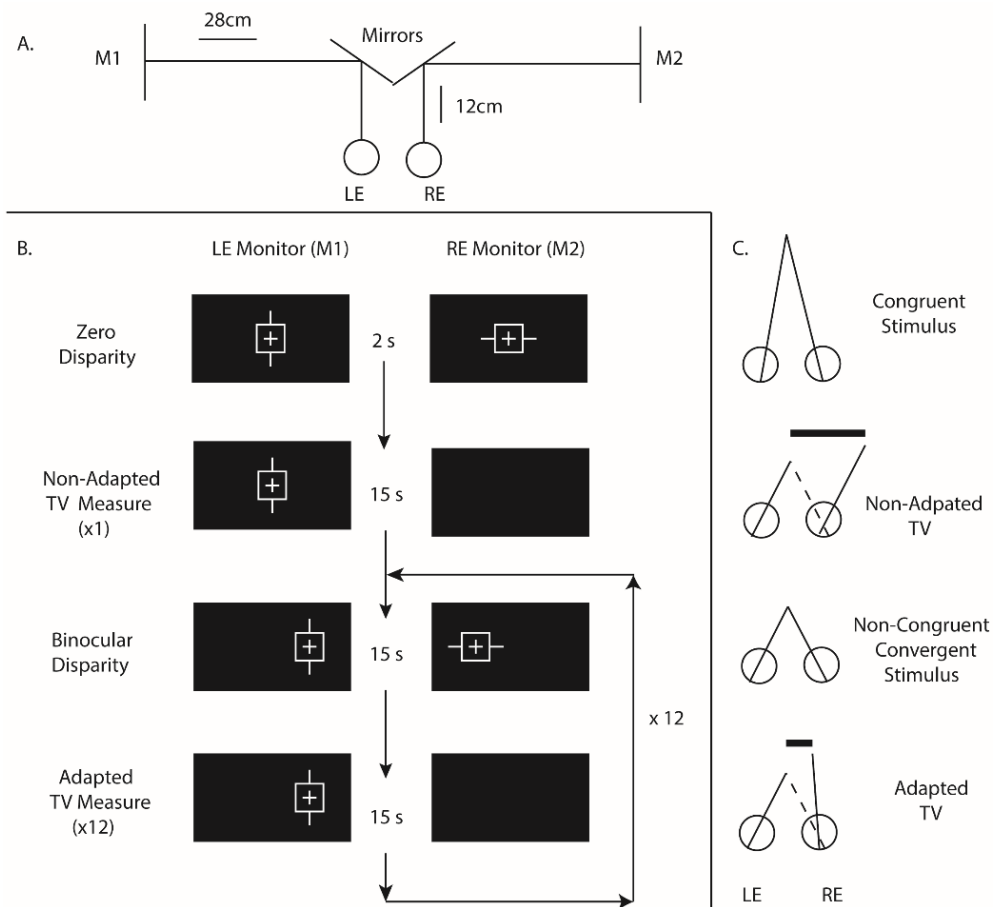 A.
28cm
Mirrors
M1
M2
12cm
LE
RE
B.
LE Monitor (M1)
RE Monitor (M2)
Zero
Disparity
2 s
Non-Adapted
TV Measure
(x1)
15 s
Binocular
Disparity
15 s
x 12
Adapted
TV Measure
(x12)
15 s
C.
Congruent
Stimulus
Non-Adpated
TV
Non-Congruent
Convergent
Stimulus
Adapted
TV
LE
RE